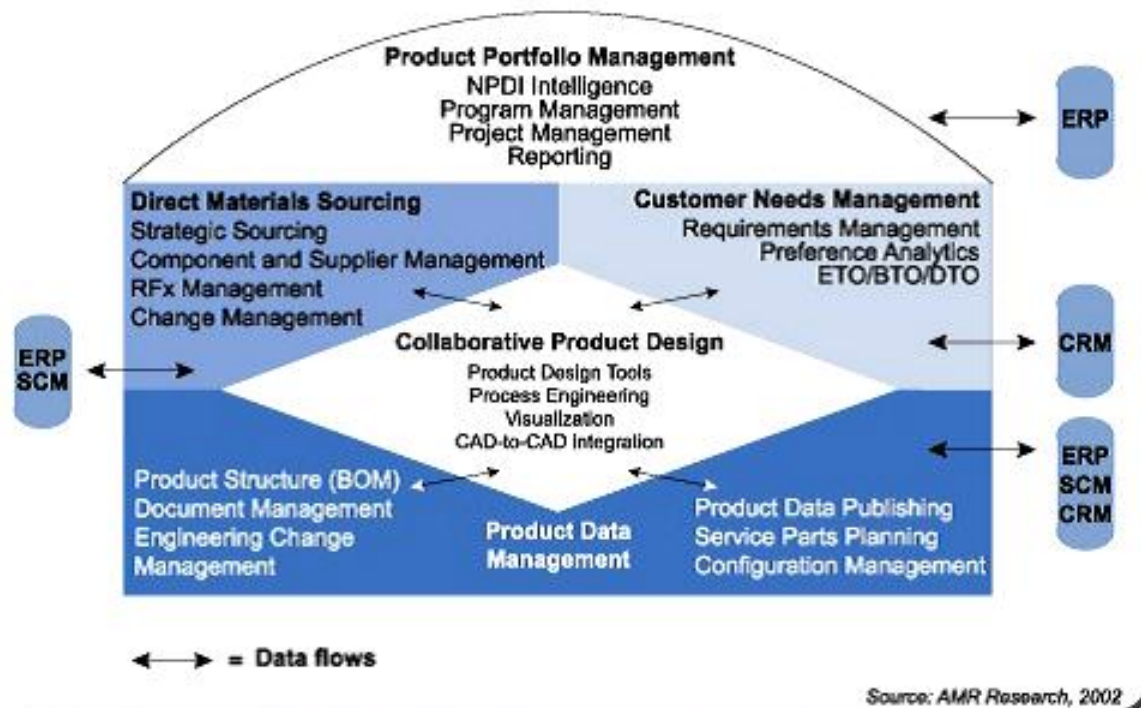 Product Portfolio Management
NPDI Intelligence
Program Management
Project Management
Reporting
ERP
Direct Materials Sourcing
Strategic Sourcing
Component and Supplier Management
RFx Management
Change Management
Customer Needs Management
Requirements Management
Preference Analytics
ETO/BTO/DTO
ERP
SCM
Collaborative Product Design
Product Design Tools
Process Engineering
Visualization
CAD-to-CAD Integration
CRM
Product Structure (BOM)
Document Management
Engineering Change
Management
Product Data
Management
Product Data Publishing
Service Parts Planning
Configuration Management
ERP
SCM
CRM
= Data flows
Source: AMR Research, 2002